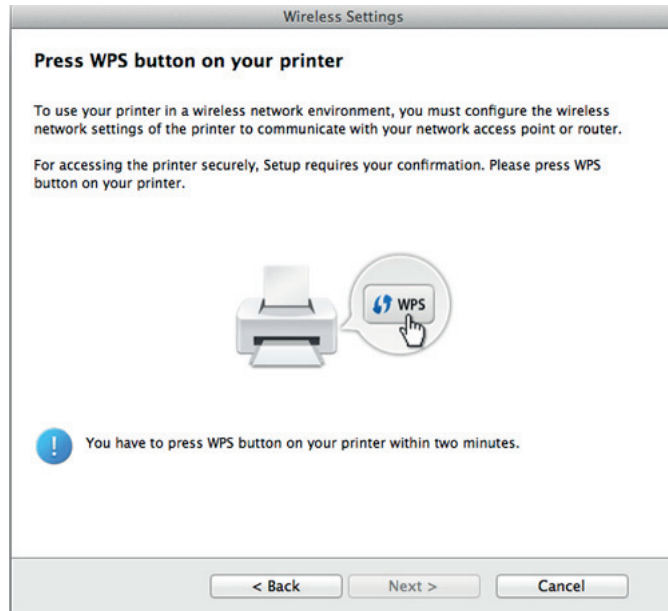 Wireless Settings
Press WPS button on your printer
To use your printer in a wireless network environment, you must configure the wireless
network settings of the printer to communicate with your network access point or router.
For accessing the printer securely, Setup requires your confirmation. Please press WPS
button on your printer.
WPS
You have to press WPS button on your printer within two minutes.
< Back
Next >
Cancel